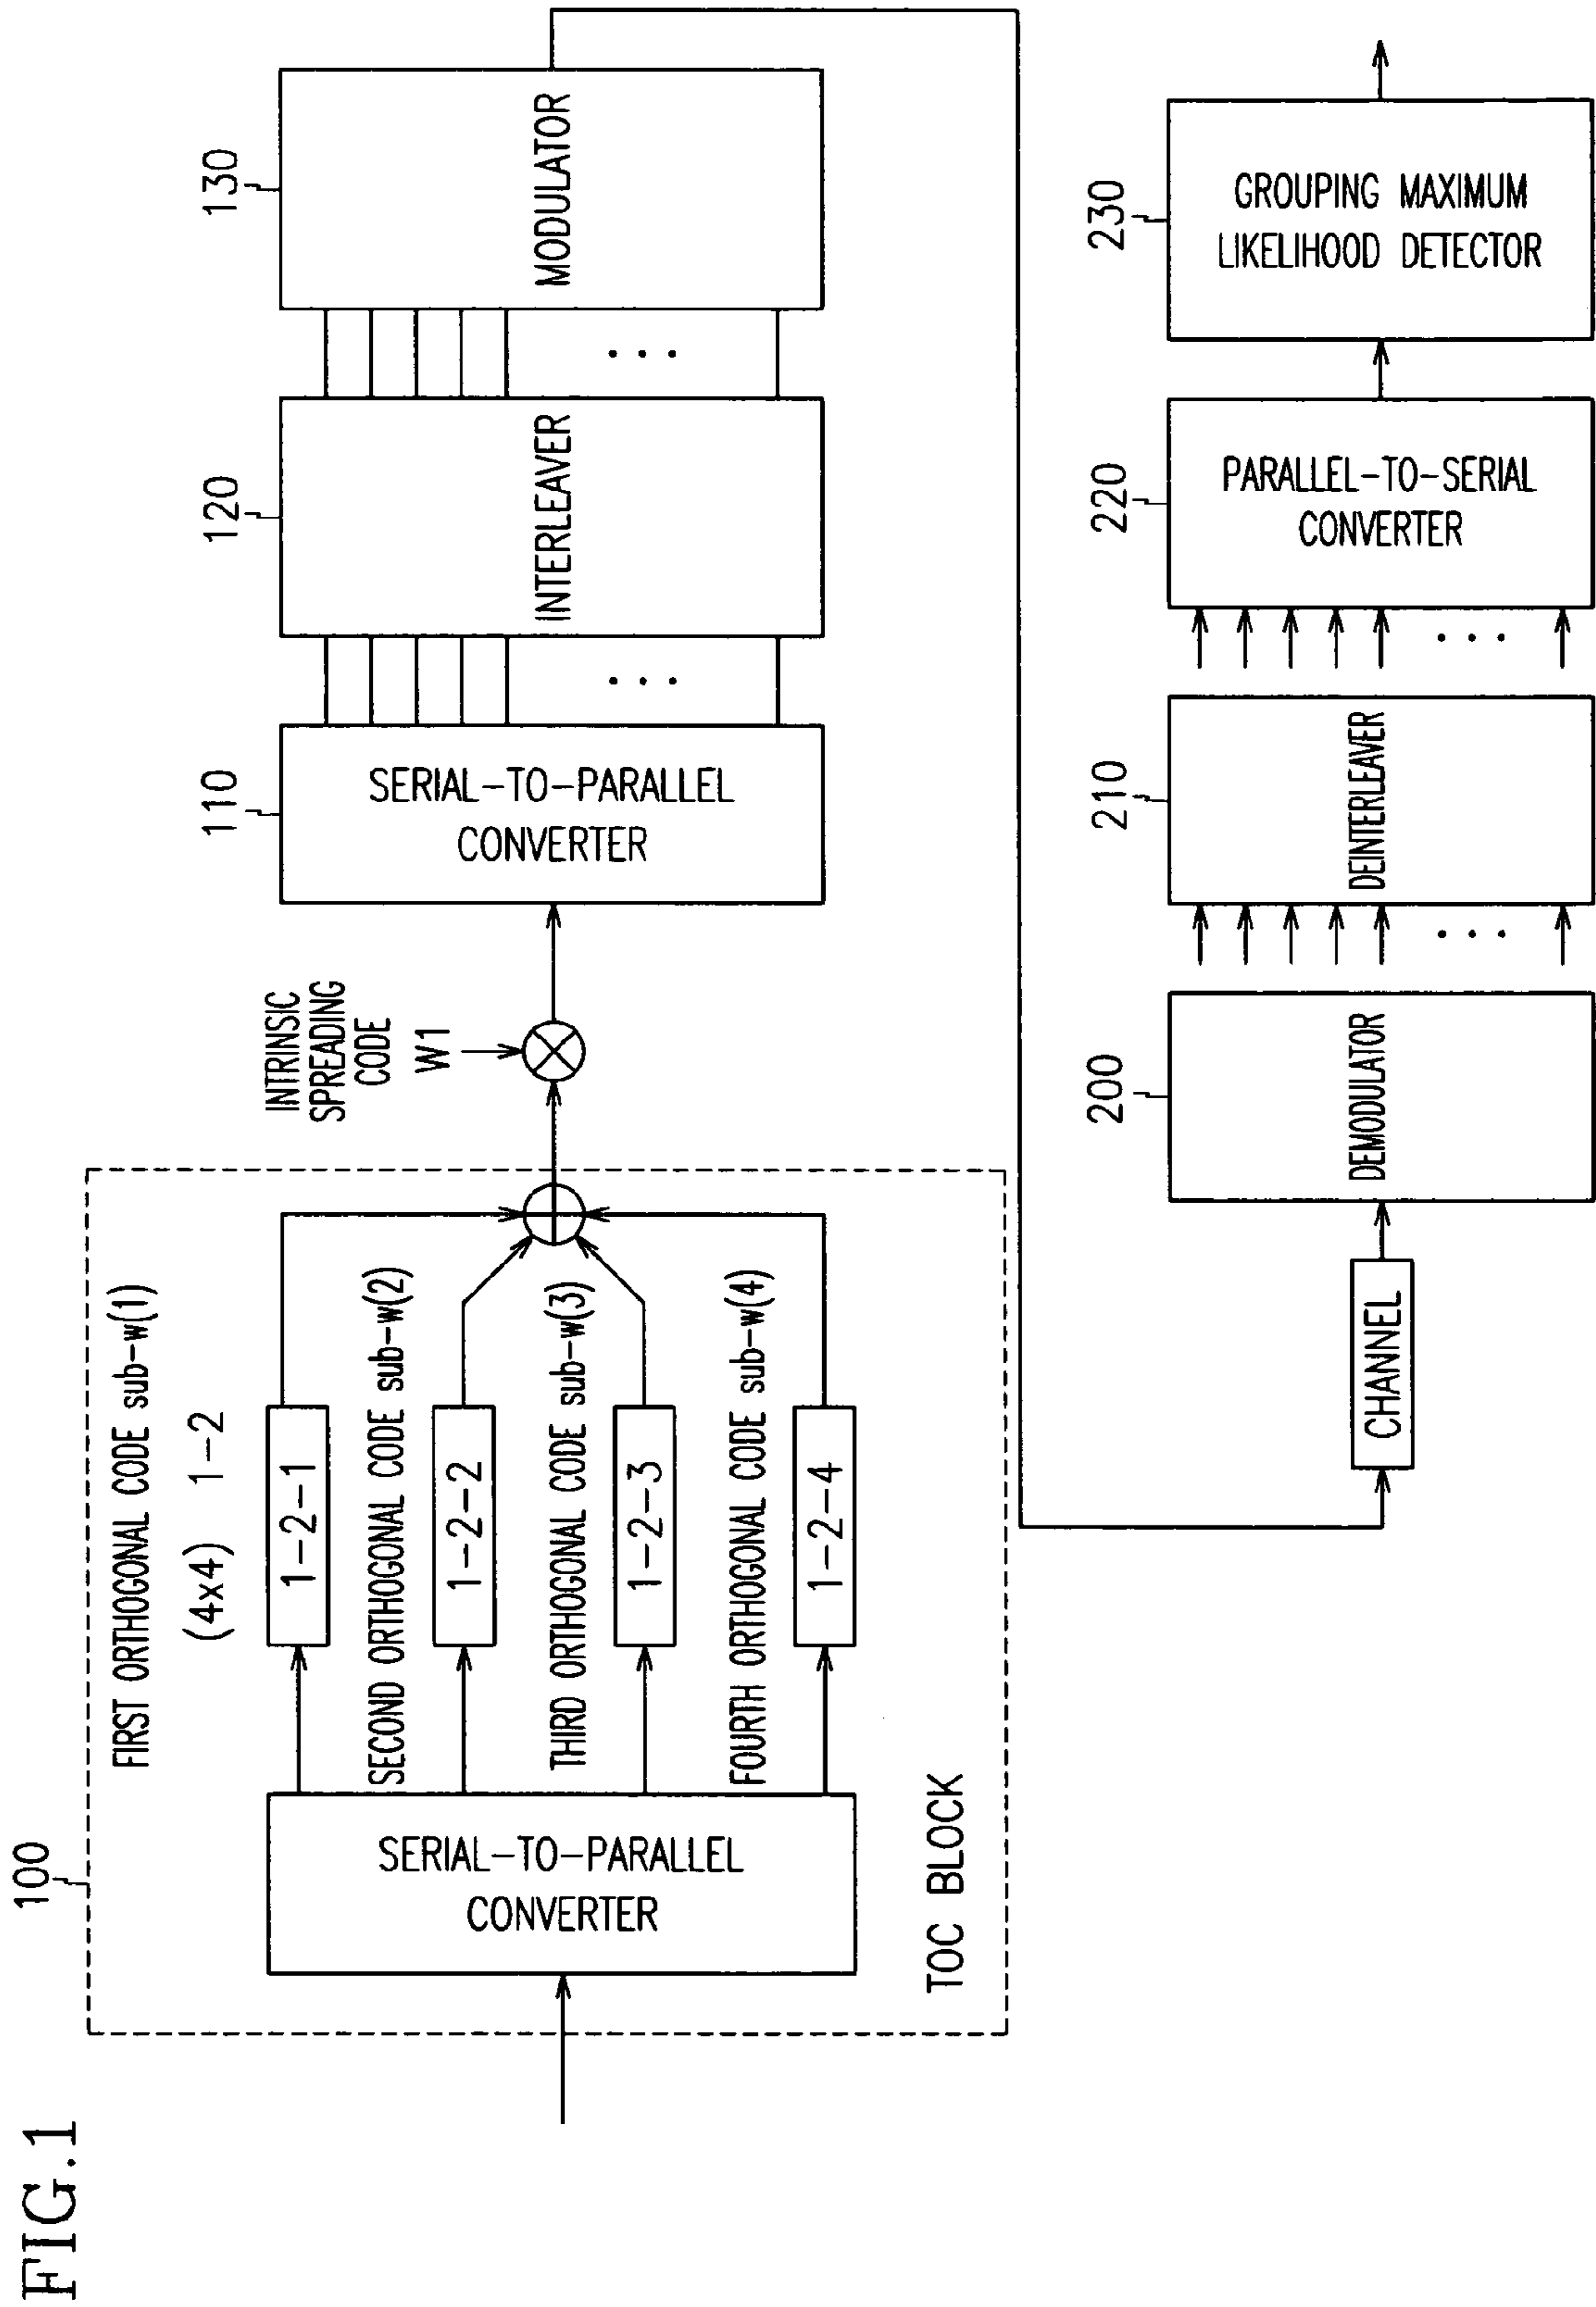 FIG.1
100
SERIAL-TO-PARALLEL
CONVERTER
TOC BLOCK
FIRST ORTHOGONAL CODE sub-w(1)
(4x4) 1-2
1-2-1
SECOND ORTHOGONAL CODE sub-w(2)
1-2-2
THIRD ORTHOGONAL CODE sub-w(3)
1-2-3
FOURTH ORTHOGONAL CODE sub-w(4)
1-2-4
INTRINSIC
SPREADING
CODE
W1
110
SERIAL-TO-PARALLEL
CONVERTER
...
120
INTERLEAVER
...
130
MODULATOR
CHANNEL
200
DEMODULATOR
...
210
DEINTERLEAVER
...
220
PARALLEL-TO-SERIAL
CONVERTER
230
GROUPING MAXIMUM
LIKELIHOOD DETECTOR